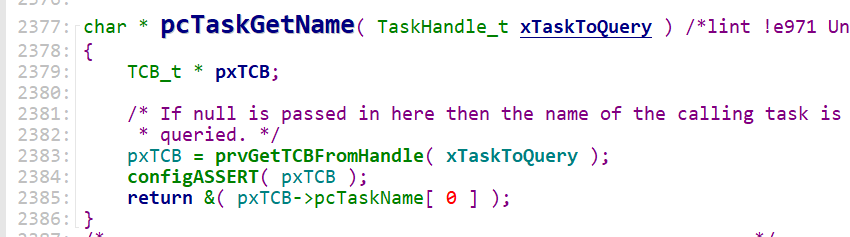 2377: char * pcTaskGetName( TaskHandle_t xTaskToQuery ) /*lint !e971 Un
2378: {
2379:     TCB_t * pxTCB;
2380:
2381:     /* If null is passed in here then the name of the calling task is
2382:      * queried. */
2383:     pxTCB = prvGetTCBFromHandle( xTaskToQuery );
2384:     configASSERT( pxTCB );
2385:     return &( pxTCB->pcTaskName[ 0 ] );
2386: }